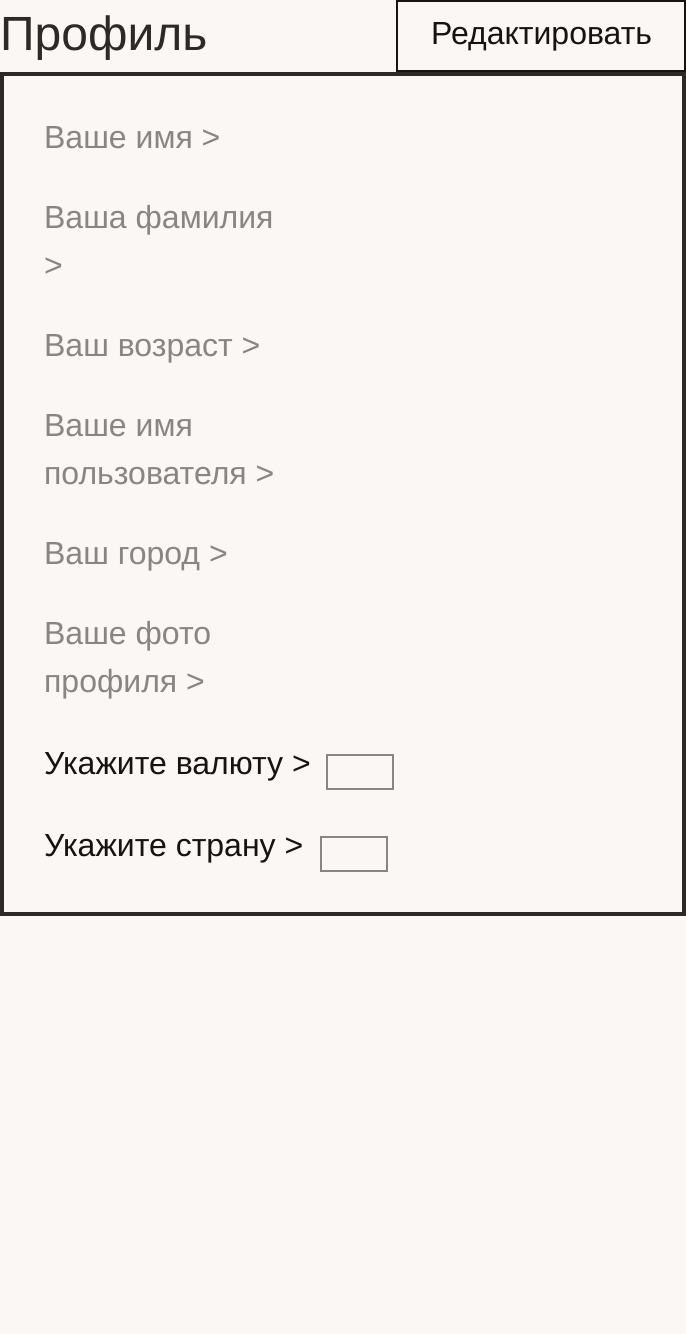 Профиль
Редактировать
Ваше имя >
Ваша фамилия
>
Ваш возраст >
Ваше имя
пользователя >
Ваш город >
Ваше фото
профиля >
Укажите валюту >
Укажите страну >